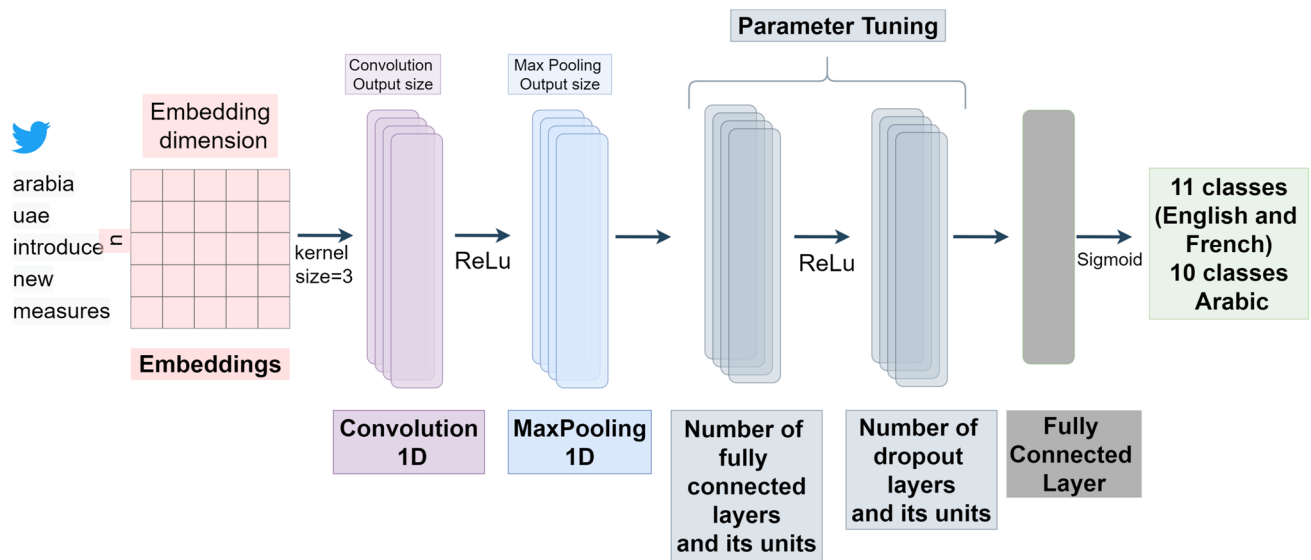 Parameter Tuning
Convolution
Output size
Max Pooling
Output size
Embedding
dimension
arabia
uae
introduce
new
measures
n
kernel
size=3
ReLu
ReLu
Sigmoid
11 classes
(English and
French)
10 classes
Arabic
Embeddings
Convolution
1D
MaxPooling
1D
Number of
fully
connected
layers
and its units
Number of
dropout
layers
and its units
Fully
Connected
Layer